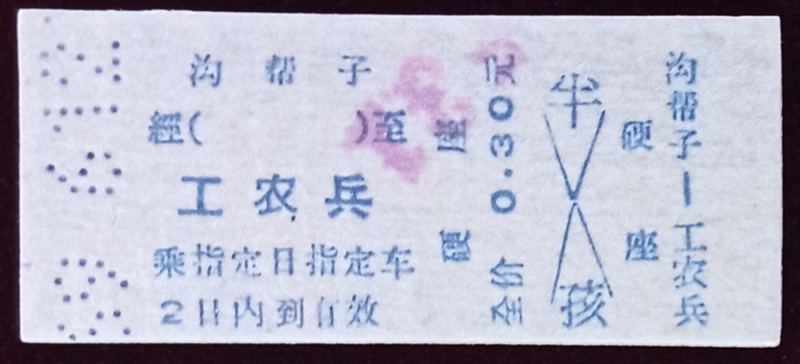 沟帮子
經( )至
工农兵
乘指定日指定车
2日内到有效
硬座
全价0.30元
半孩
硬座
沟帮子—工农兵